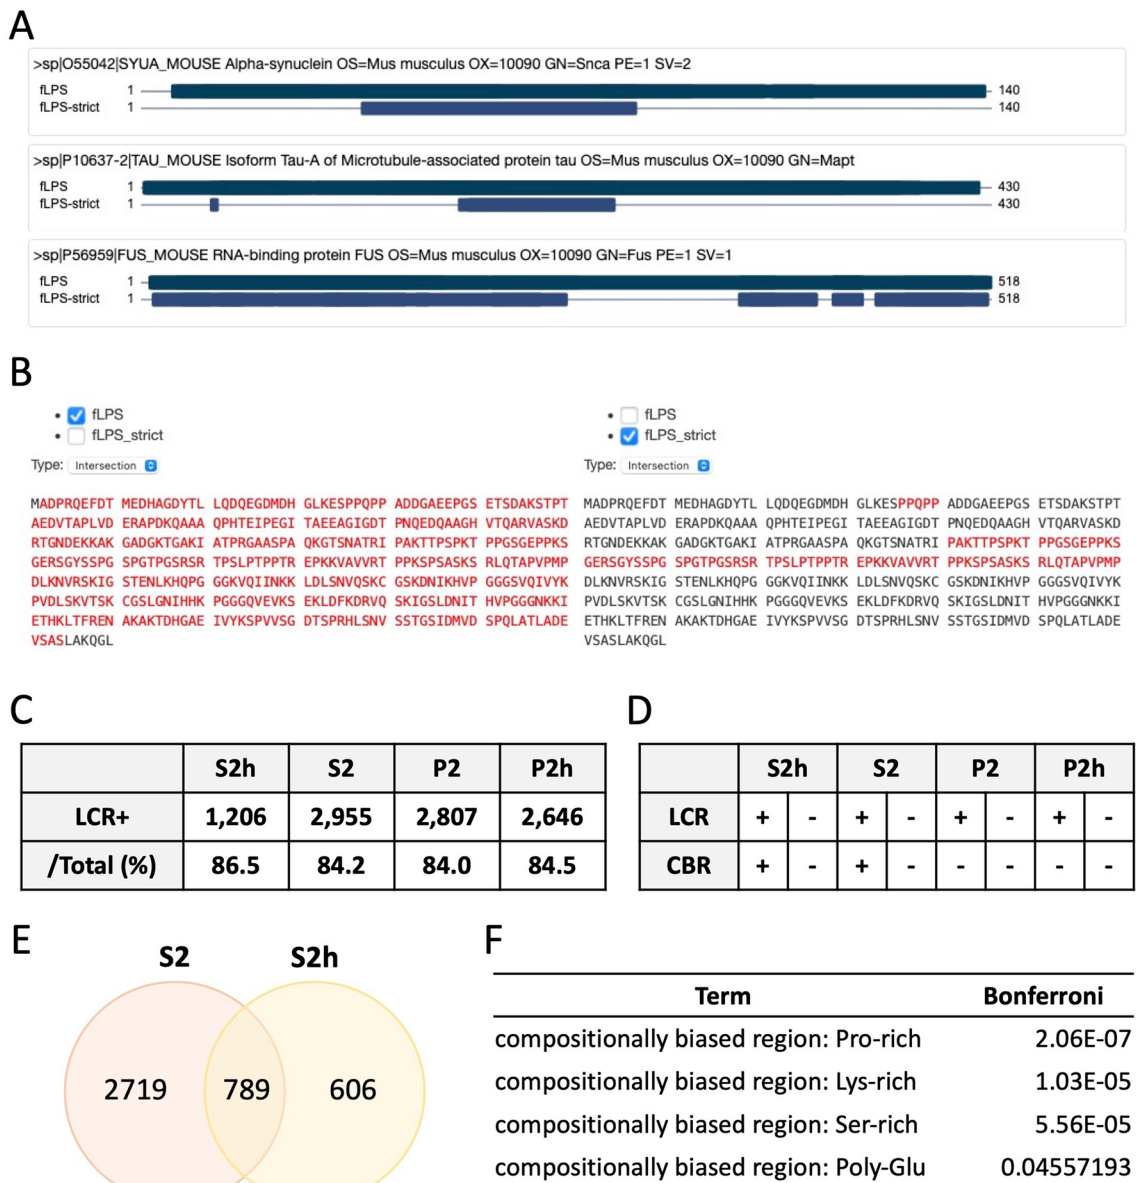 A
>sp|O55042|SYUA_MOUSE Alpha-synuclein OS=Mus musculus OX=10090 GN=Snca PE=1 SV=2
fLPS 1 140
fLPS-strict 1 140
>sp|P10637-2|TAU_MOUSE Isoform Tau-A of Microtubule-associated protein tau OS=Mus musculus OX=10090 GN=Mapt
fLPS 1 430
fLPS-strict 1 430
>sp|P56959|FUS_MOUSE RNA-binding protein FUS OS=Mus musculus OX=10090 GN=Fus PE=1 SV=1
fLPS 1 518
fLPS-strict 1 518
B
• fLPS
• fLPS_strict
Type: Intersection
MADPRQEFDT MEDHAGDYTL LQDQEGDMDH GLKESPPQPP ADDGAEEPGS ETSDAKSTPT
AEDVTAPLVD ERAPDKQAAA QPHTEIPEGI TAEEAGIGDT PNQEDQAAGH VTQARVASKD
RTGNDEKKAK GADGKTGAKI ATPRGAASPA QKGTSNATRI PAKTTPSPKT PPGSGEPPKS
GERSGYSSPG SPGTPGSRSR TPSLPTPPTR EPKKVAVVRT PPKSPSASKS RLQTAPVPMP
DLKNVRSKIG STENLKHQPG GGKVQIINKK LDLSNVQSKC GSKDNIKHVP GGGSVQIVYK
PVDLSKVTSK CGSLGNIHHK PGGGQVEVKS EKLDFKDRVQ SKIGSLDNIT HVPGGGNKKI
ETHKLTFREN AKAKTDHGAE IVYKSPVVSG DTSPRHLSNV SSTGSIDMVD SPQLATLADE
VSASLAKQGL
• fLPS
• fLPS_strict
Type: Intersection
MADPRQEFDT MEDHAGDYTL LQDQEGDMDH GLKESPPQPP ADDGAEEPGS ETSDAKSTPT
AEDVTAPLVD ERAPDKQAAA QPHTEIPEGI TAEEAGIGDT PNQEDQAAGH VTQARVASKD
RTGNDEKKAK GADGKTGAKI ATPRGAASPA QKGTSNATRI PAKTTPSPKT PPGSGEPPKS
GERSGYSSPG SPGTPGSRSR TPSLPTPPTR EPKKVAVVRT PPKSPSASKS RLQTAPVPMP
DLKNVRSKIG STENLKHQPG GGKVQIINKK LDLSNVQSKC GSKDNIKHVP GGGSVQIVYK
PVDLSKVTSK CGSLGNIHHK PGGGQVEVKS EKLDFKDRVQ SKIGSLDNIT HVPGGGNKKI
ETHKLTFREN AKAKTDHGAE IVYKSPVVSG DTSPRHLSNV SSTGSIDMVD SPQLATLADE
VSASLAKQGL
C
S2h S2 P2 P2h
LCR+ 1,206 2,955 2,807 2,646
/Total (%) 86.5 84.2 84.0 84.5
D
S2h S2 P2 P2h
LCR + - + - + - + -
CBR + - + - - - - -
E
S2 S2h
2719 789 606
F
Term Bonferroni
compositionally biased region: Pro-rich 2.06E-07
compositionally biased region: Lys-rich 1.03E-05
compositionally biased region: Ser-rich 5.56E-05
compositionally biased region: Poly-Glu 0.04557193